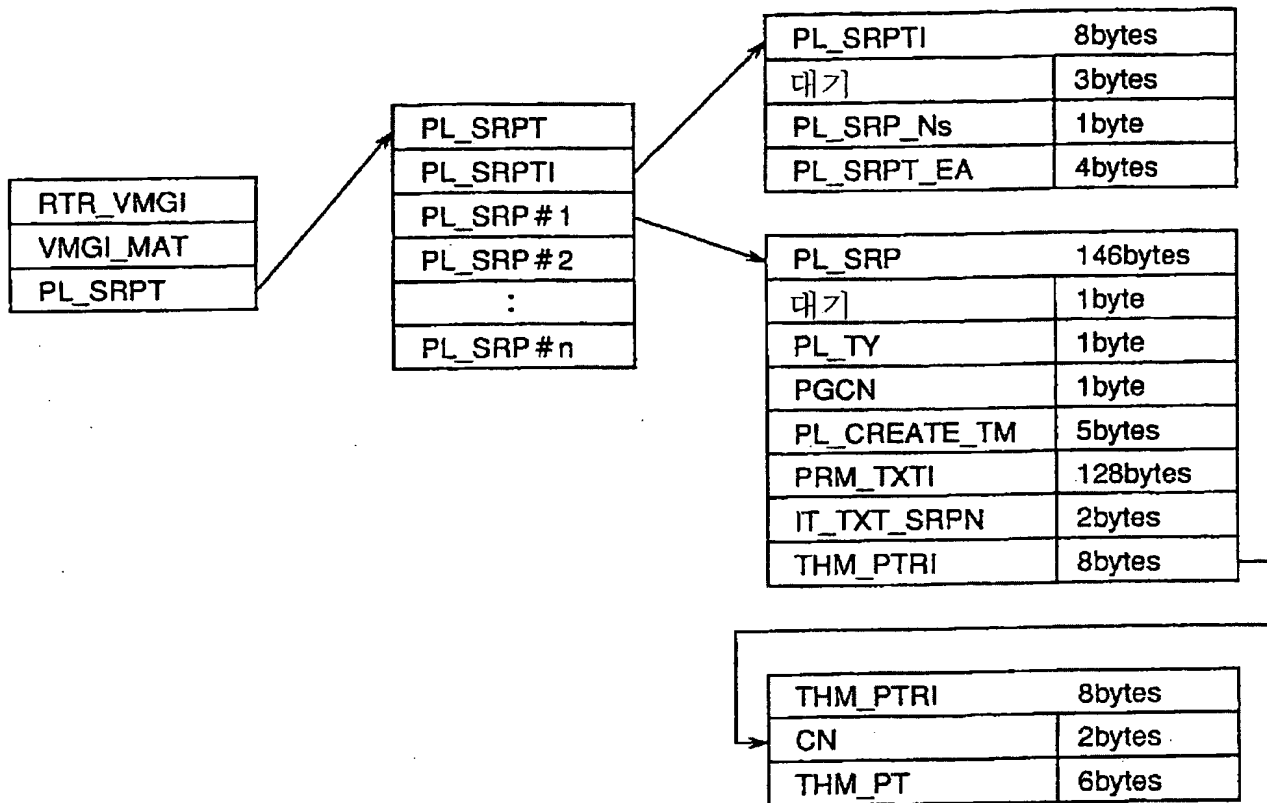 RTR_VMGI
VMGI_MAT
PL_SRPT
PL_SRPT
PL_SRPTI
PL_SRP#1
PL_SRP#2
:
PL_SRP#n
PL_SRPTI 8bytes
대기 3bytes
PL_SRP_Ns 1byte
PL_SRPT_EA 4bytes
PL_SRP 146bytes
대기 1byte
PL_TY 1byte
PGCN 1byte
PL_CREATE_TM 5bytes
PRM_TXTI 128bytes
IT_TXT_SRPN 2bytes
THM_PTRI 8bytes
THM_PTRI 8bytes
CN 2bytes
THM_PT 6bytes